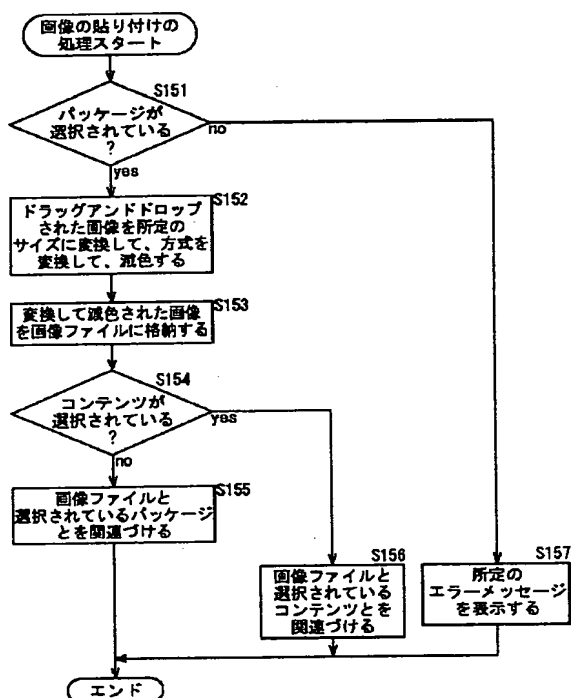 画像の貼り付けの
処理スタート
S151
パッケージが
選択されている
?
no
yes
S152
ドラッグアンドドロップ
された画像を所定の
サイズに変換して、方式を
変換して、減色する
S153
変換して減色された画像
を画像ファイルに格納する
S154
コンテンツが
選択されている
?
yes
no
S155
画像ファイルと
選択されているパッケージ
とを関連づける
S156
画像ファイルと
選択されている
コンテンツとを
関連づける
S157
所定の
エラーメッセージ
を表示する
エンド